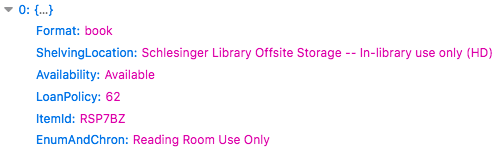 0: {…}
Format: book
ShelvingLocation: Schlesinger Library Offsite Storage -- In-library use only (HD)
Availability: Available
LoanPolicy: 62
ItemId: RSP7BZ
EnumAndChron: Reading Room Use Only